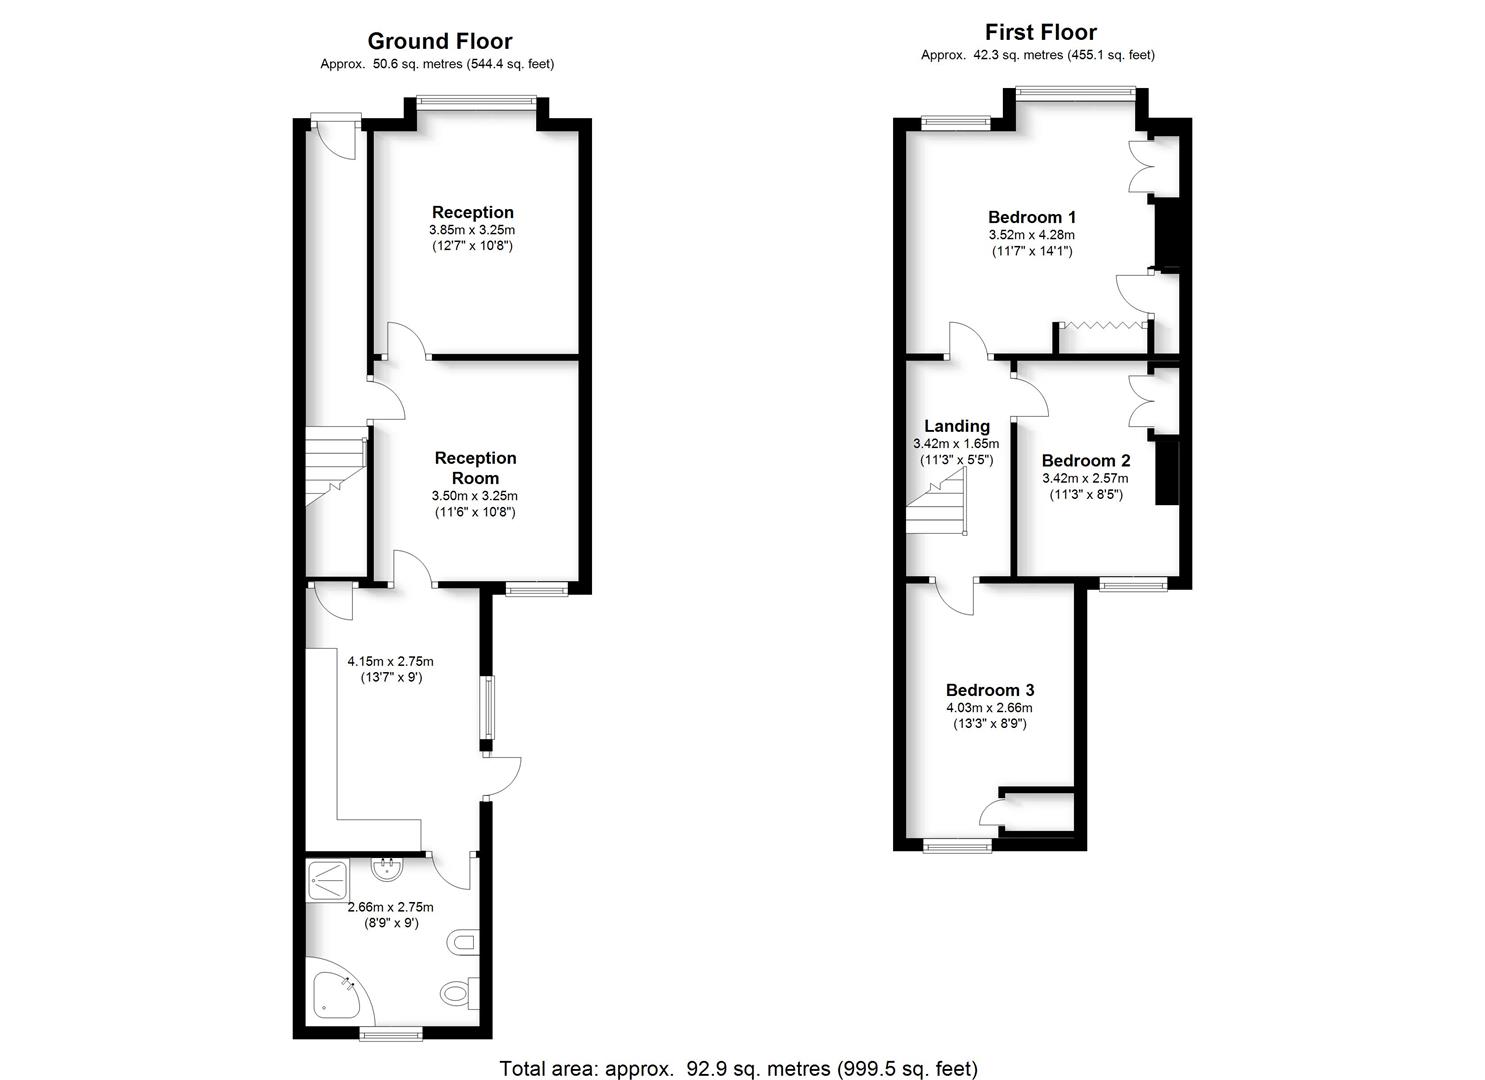 Ground Floor
Approx. 50.6 sq. metres (544.4 sq. feet)
Reception
3.85m x 3.25m
(12'7" x 10'8")
Reception
Room
3.50m x 3.25m
(11'6" x 10'8")
4.15m x 2.75m
(13'7" x 9')
2.66m x 2.75m
(8'9" x 9')
First Floor
Approx. 42.3 sq. metres (455.1 sq. feet)
Bedroom 1
3.52m x 4.28m
(11'7" x 14'1")
Landing
3.42m x 1.65m
(11'3" x 5'5")
Bedroom 2
3.42m x 2.57m
(11'3" x 8'5")
Bedroom 3
4.03m x 2.66m
(13'3" x 8'9")
Total area: approx. 92.9 sq. metres (999.5 sq. feet)